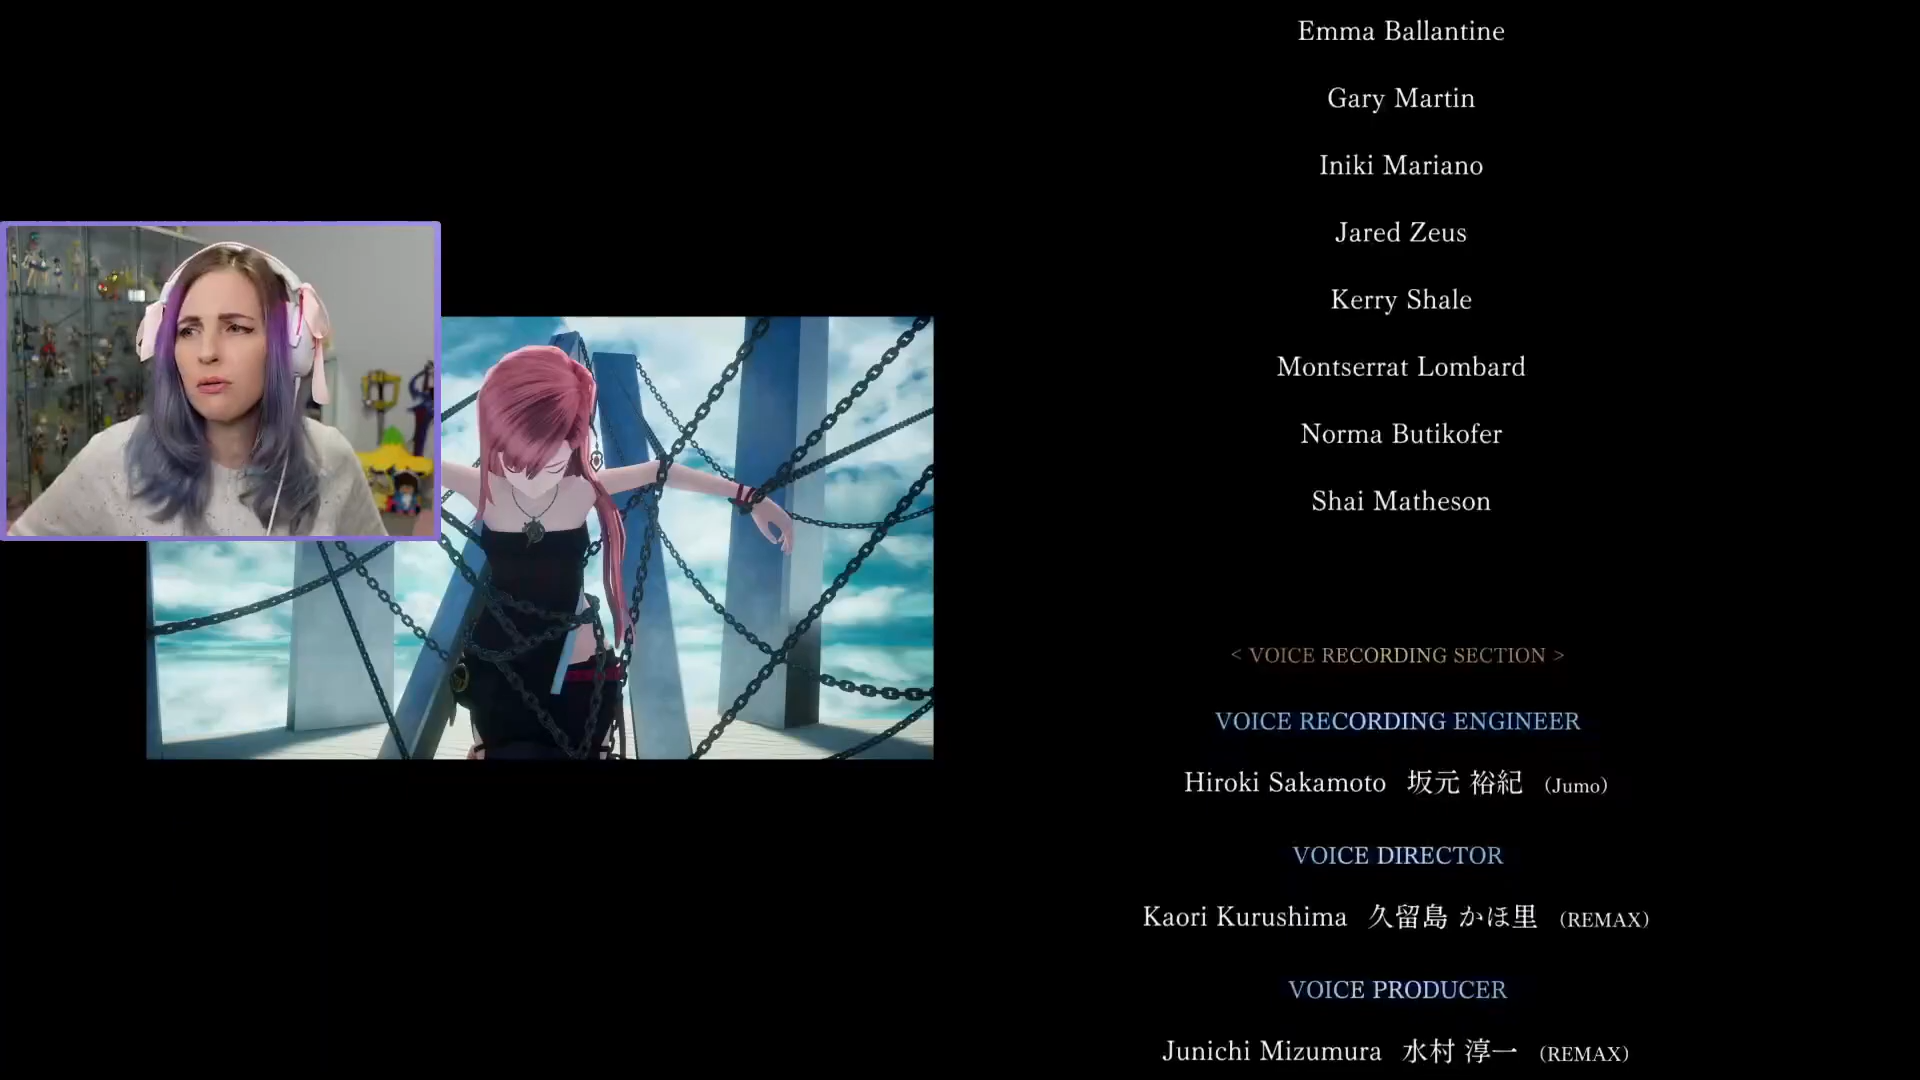 Emma Ballantine
Gary Martin
Iniki Mariano
Jared Zeus
Kerry Shale
Montserrat Lombard
Norma Butikofer
Shai Matheson
< VOICE RECORDING SECTION >
VOICE RECORDING ENGINEER
Hiroki Sakamoto 坂元 裕紀 (Jumo)
VOICE DIRECTOR
Kaori Kurushima 久留島 かほ里 (REMAX)
VOICE PRODUCER
Junichi Mizumura 水村 淳一 (REMAX)